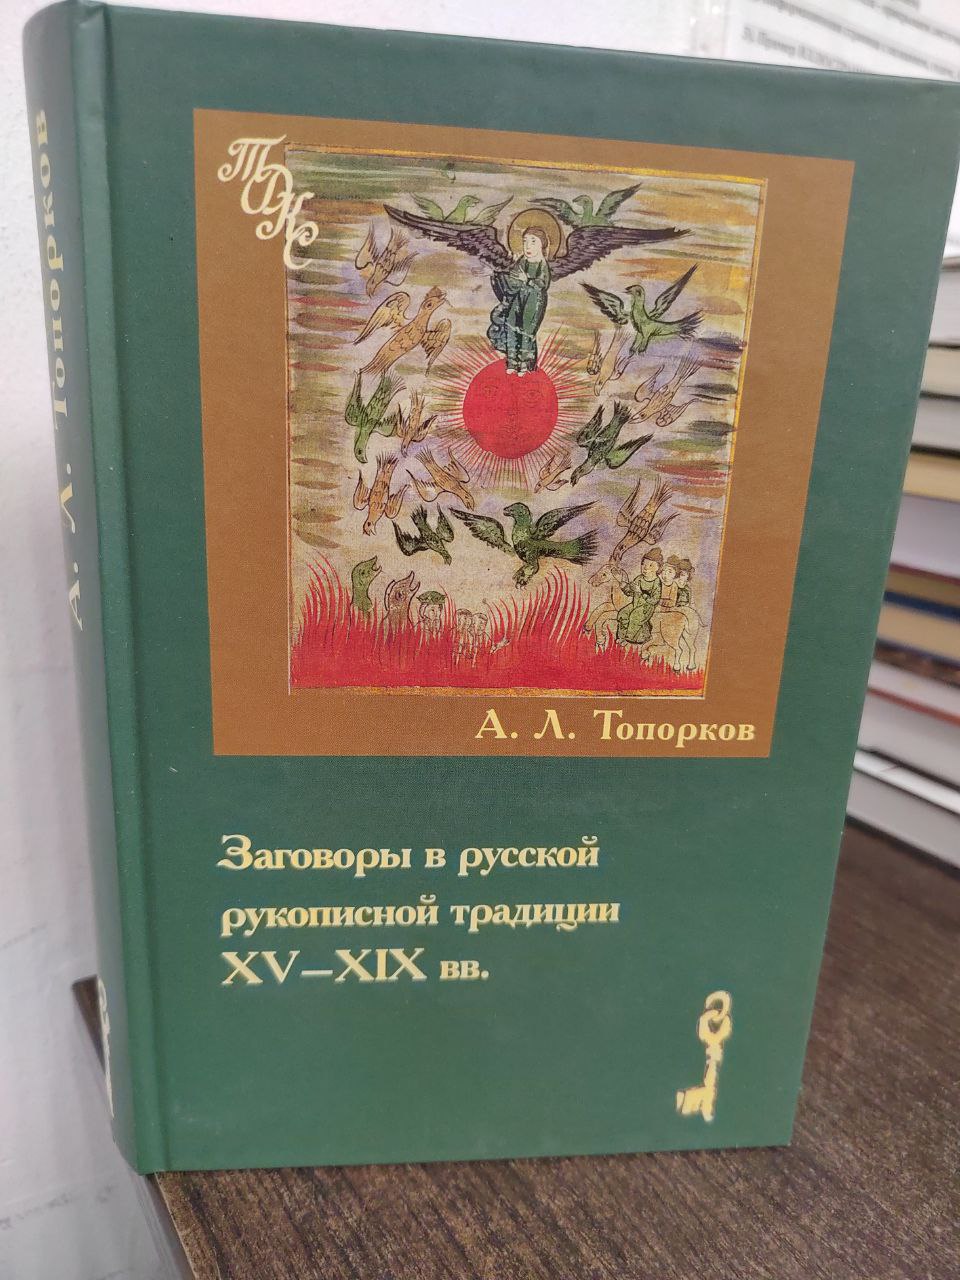 ТДКС
А. Л. Топорков
Заговоры в русской
рукописной традиции
XV–XIX вв.
А. Л. Топорков